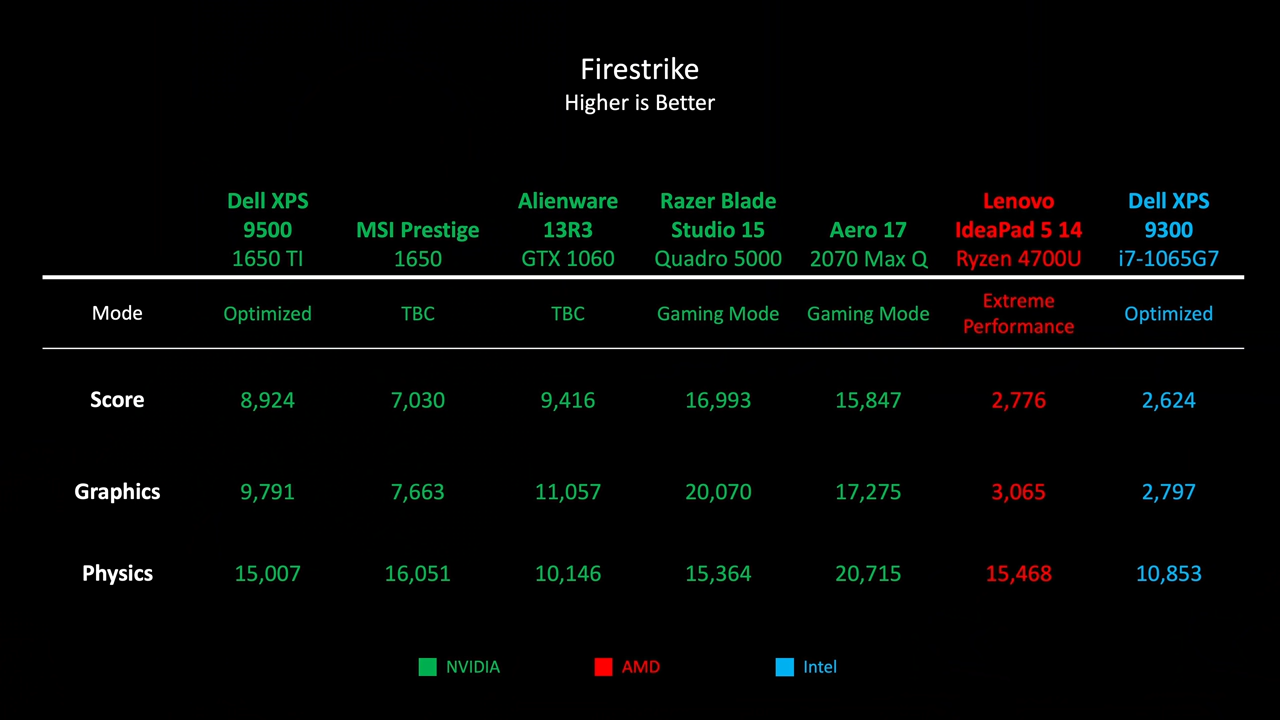 Firestrike
Higher is Better
Dell XPS 9500 1650 TI
MSI Prestige 1650
Alienware 13R3 GTX 1060
Razer Blade Studio 15 Quadro 5000
Aero 17 2070 Max Q
Lenovo IdeaPad 5 14 Ryzen 4700U
Dell XPS 9300 i7-1065G7
Mode Optimized TBC TBC Gaming Mode Gaming Mode Extreme Performance Optimized
Score 8,924 7,030 9,416 16,993 15,847 2,776 2,624
Graphics 9,791 7,663 11,057 20,070 17,275 3,065 2,797
Physics 15,007 16,051 10,146 15,364 20,715 15,468 10,853
NVIDIA AMD Intel